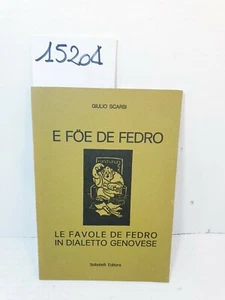 15201
GIULIO SCARSI
E FÖE DE FEDRO
LE FAVOLE DE FEDRO
IN DIALETTO GENOVESE
Sabatelli Editore